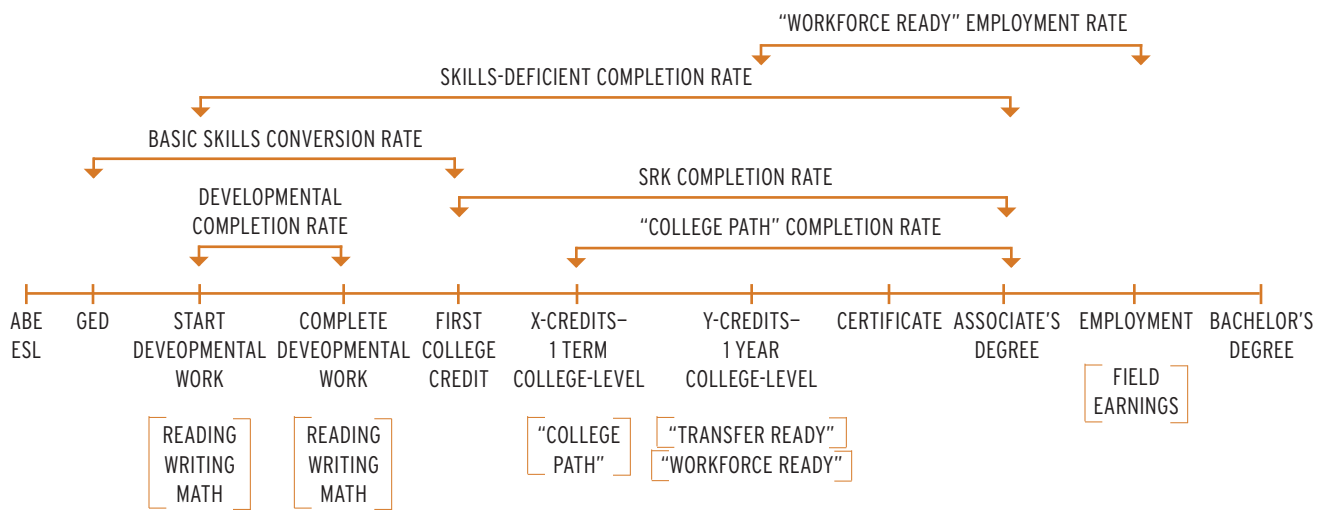 “WORKFORCE READY” EMPLOYMENT RATE
SKILLS-DEFICIENT COMPLETION RATE
BASIC SKILLS CONVERSION RATE
SRK COMPLETION RATE
DEVELOPMENTAL
COMPLETION RATE
“COLLEGE PATH” COMPLETION RATE
ABE
ESL
GED
START
DEVEOPMENTAL
WORK
COMPLETE
DEVEOPMENTAL
WORK
FIRST
COLLEGE
CREDIT
X-CREDITS–
1 TERM
COLLEGE-LEVEL
Y-CREDITS–
1 YEAR
COLLEGE-LEVEL
CERTIFICATE
ASSOCIATE’S
DEGREE
EMPLOYMENT
BACHELOR’S
DEGREE
FIELD
EARNINGS
READING
WRITING
MATH
READING
WRITING
MATH
“COLLEGE
PATH”
“TRANSFER READY”
“WORKFORCE READY”